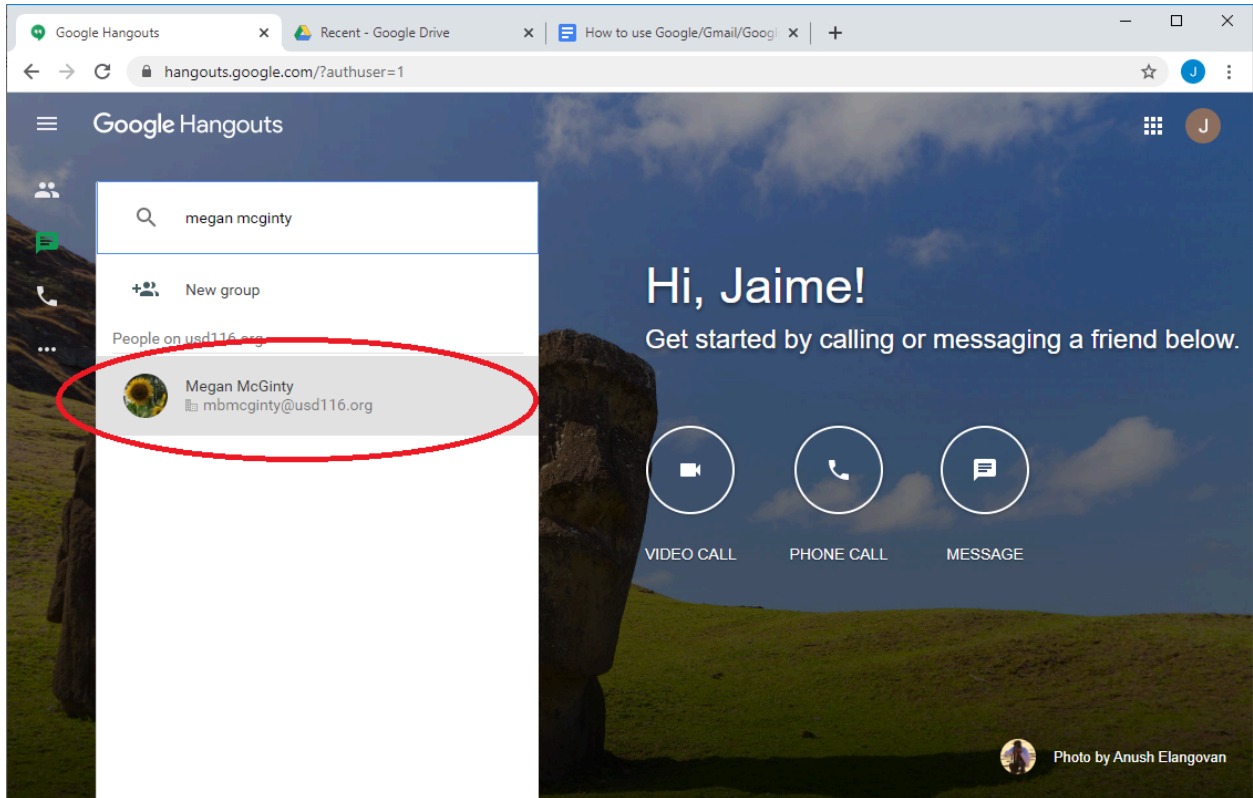 Google Hangouts
Recent - Google Drive
How to use Google/Gmail/Googl
hangouts.google.com/?authuser=1
J
Google Hangouts
J
megan mcginty
New group
People on usd116.org
Megan McGinty
mbmcginty@usd116.org
Hi, Jaime!
Get started by calling or messaging a friend below.
VIDEO CALL PHONE CALL MESSAGE
Photo by Anush Elangovan